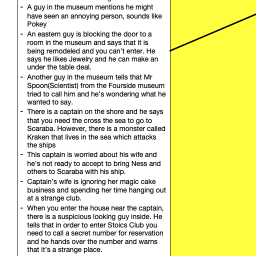 - A guy in the museum mentions he might
have seen an annoying person, sounds like
Pokey
- An eastern guy is blocking the door to a
room in the museum and says that it is
being remodeled and you can't enter. He
says he likes Jewelry and he can make an
under the table deal.
- Another guy in the museum tells that Mr
Spoon(Scientist) from the Fourside museum
tried to call him and he's wondering what he
wanted to say.
- There is a captain on the shore and he says
that you need the cross the sea to go to
Scaraba. However, there is a monster called
Kraken that lives in the sea which attacks
the ships
- This captain is worried about his wife and
he's not ready to accept to bring Ness and
others to Scaraba with his ship.
- Captain's wife is ignoring her magic cake
business and spending her time hanging out
at a strange club.
- When you enter the house near the captain,
there is a suspicious looking guy inside. He
tells that in order to enter Stoics Club you
need to call a secret number for reservation
and he hands over the number and warns
that it's a strange place.